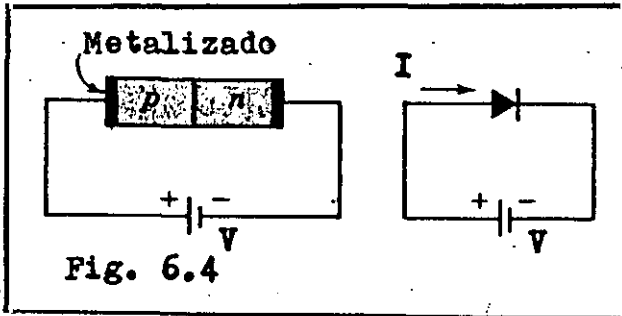 Metalizado
p n
+ -
V
Fig. 6.4
I
+ -
V